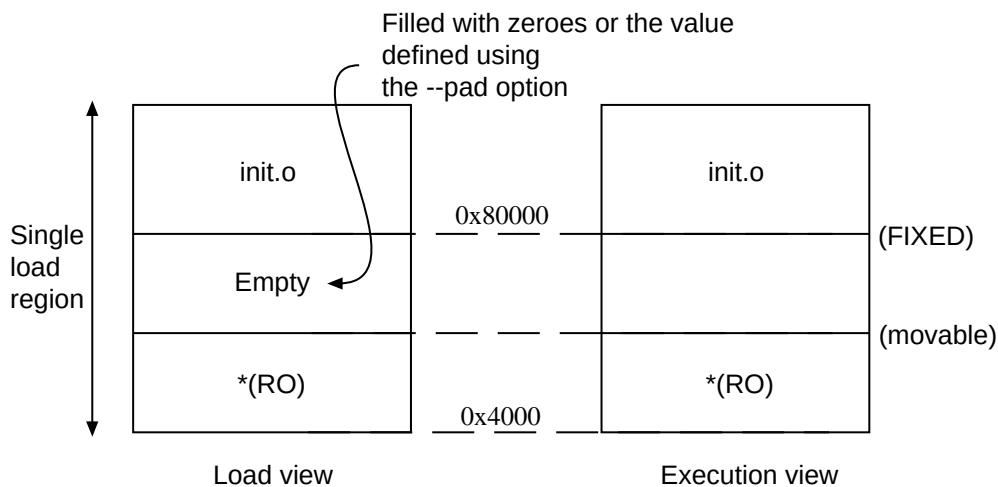 Filled with zeroes or the value
defined using
the --pad option
init.o
init.o
0x80000
(FIXED)
Single
load
region
Empty
(movable)
*(RO)
*(RO)
0x4000
Load view
Execution view